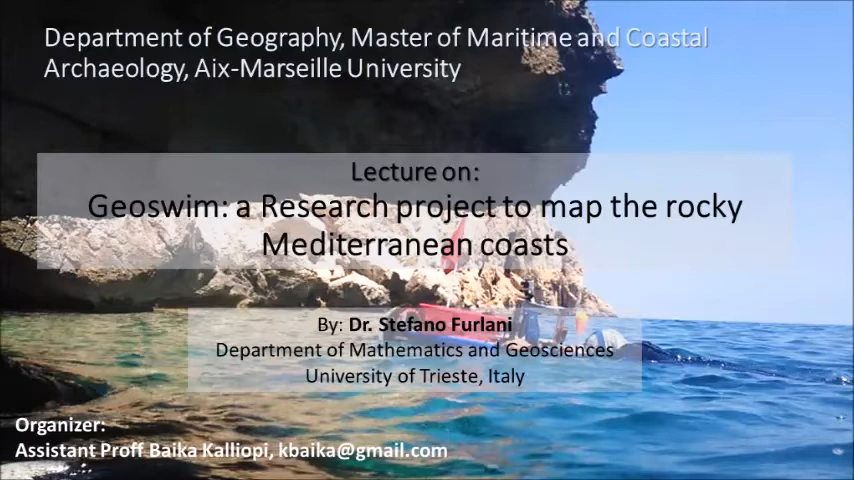 Department of Geography, Master of Maritime and Coastal
Archaeology, Aix-Marseille University
Lecture on:
Geoswim: a Research project to map the rocky
Mediterranean coasts
By: Dr. Stefano Furlani
Department of Mathematics and Geosciences
University of Trieste, Italy
Organizer:
Assistant Proff Baika Kalliopi, kbaika@gmail.com